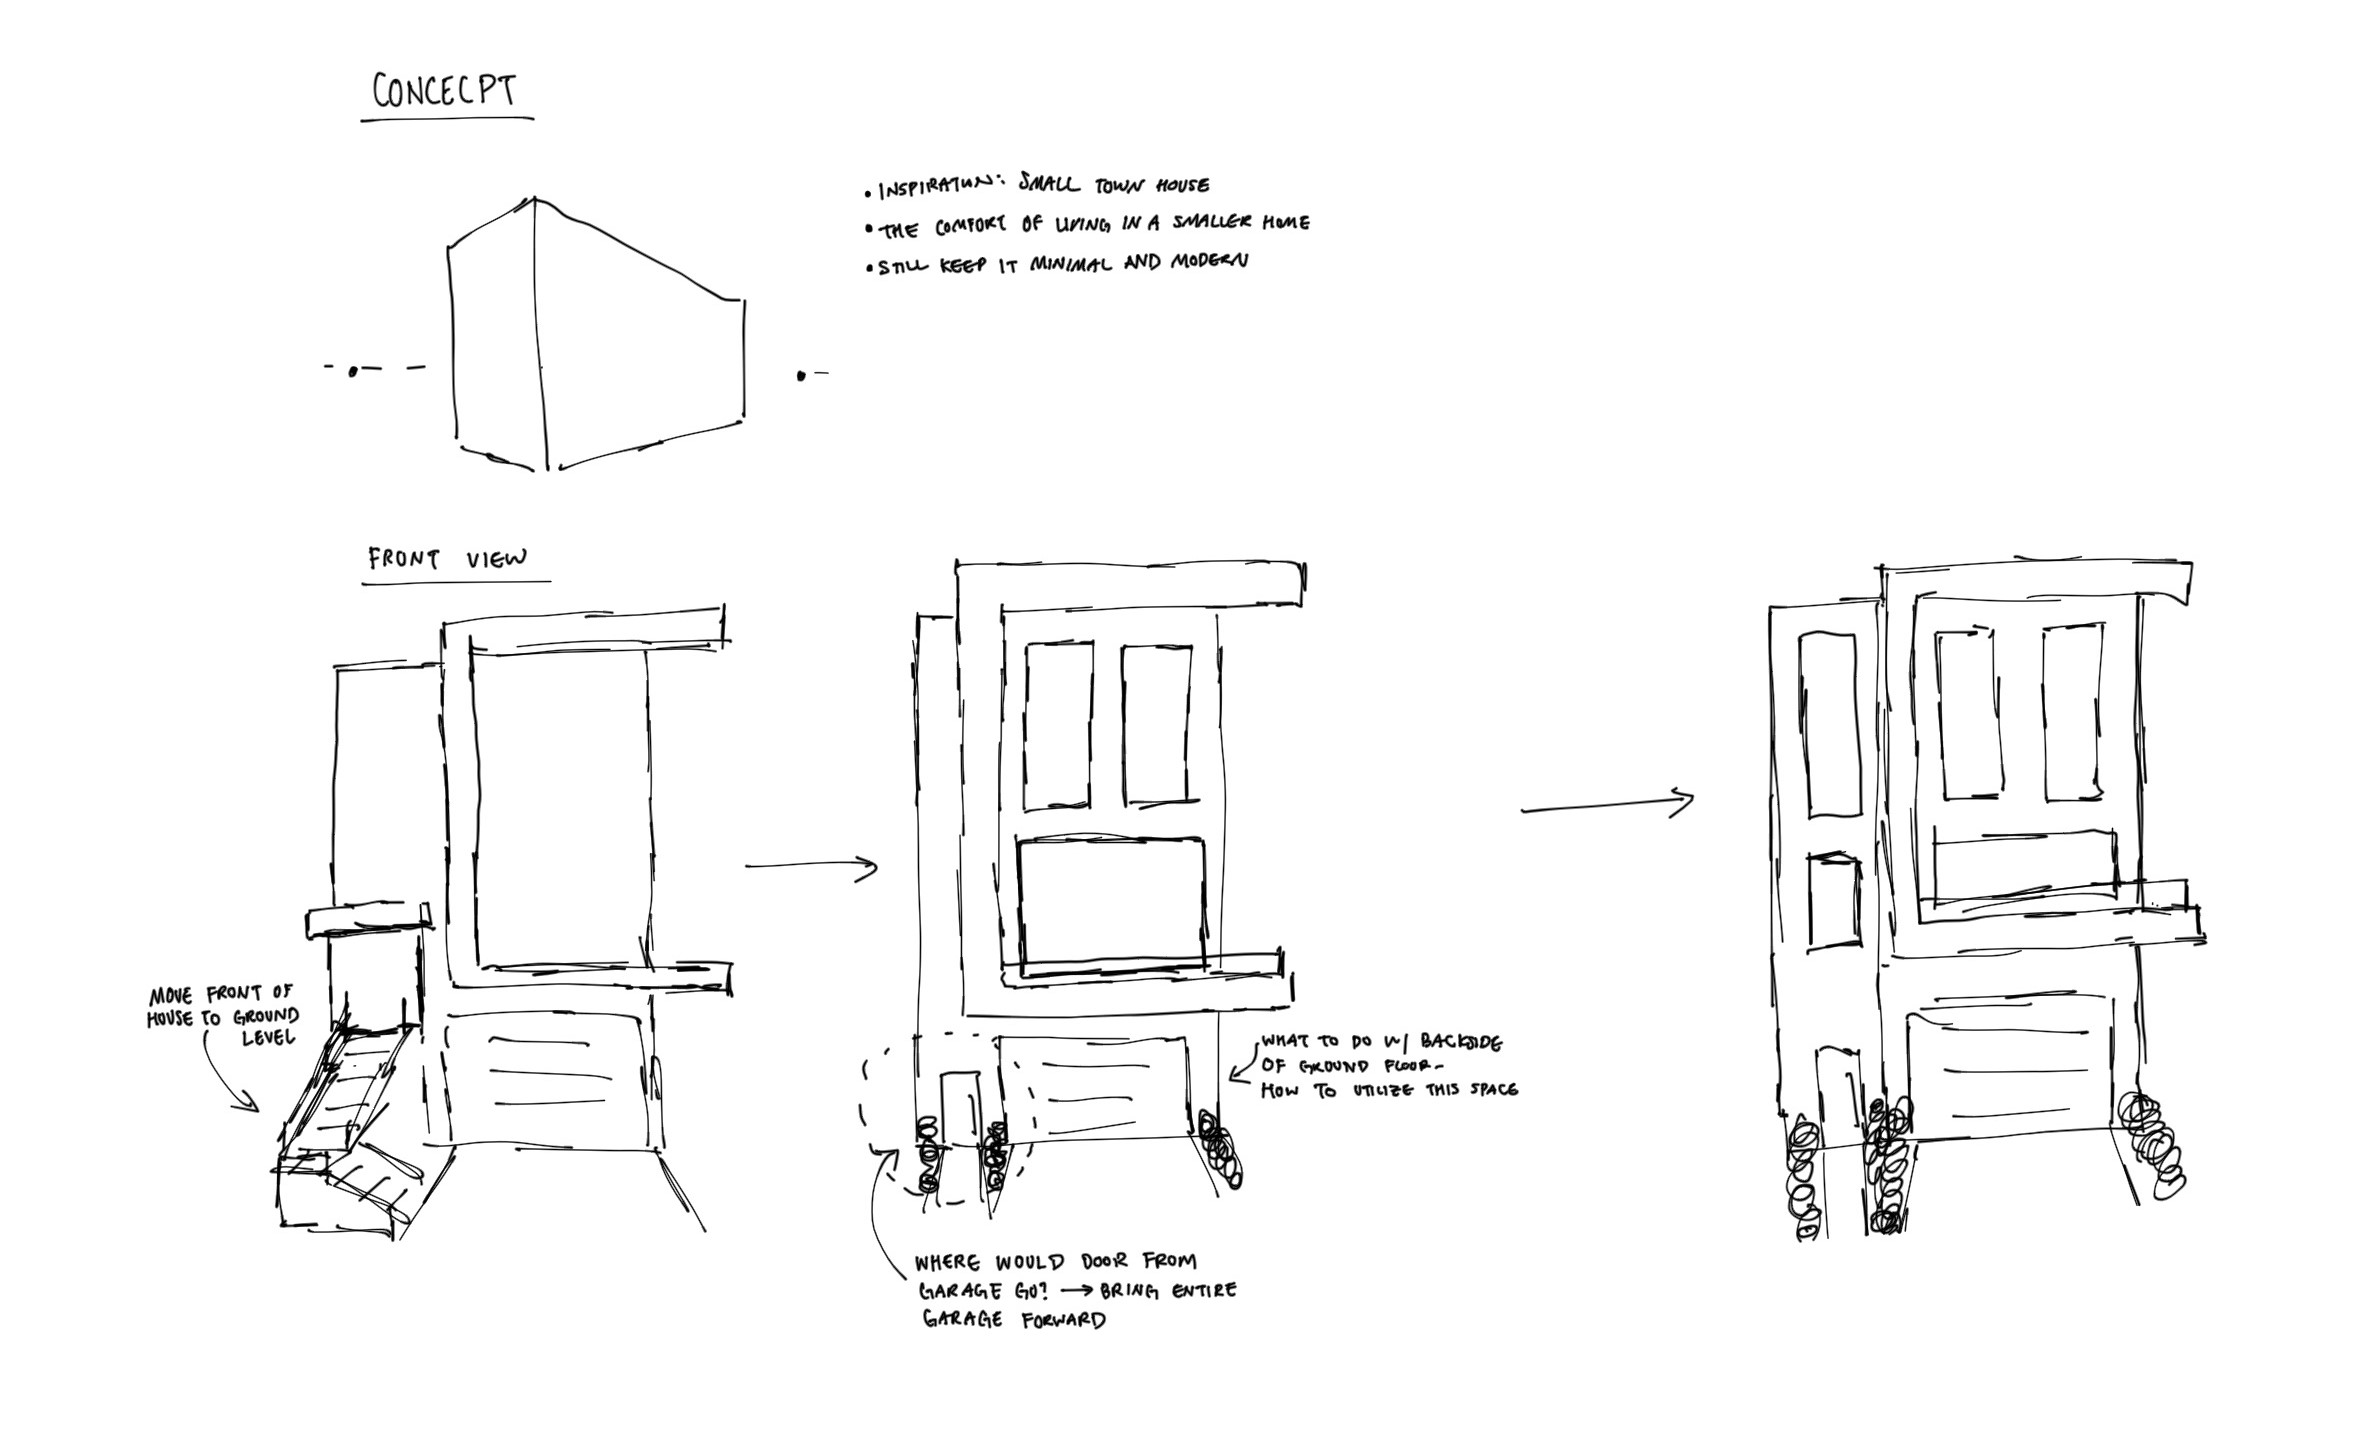 CONCECPT
• INSPIRATION: SMALL TOWN HOUSE
• THE COMFORT OF LIVING IN A SMALLER HOME
• STILL KEEP IT MINIMAL AND MODERN
FRONT VIEW
MOVE FRONT OF
HOUSE TO GROUND
LEVEL
WHAT TO DO W/ BACKSIDE
OF GROUND FLOOR -
HOW TO UTILIZE THIS SPACE
WHERE WOULD DOOR FROM
GARAGE GO? → BRING ENTIRE
GARAGE FORWARD